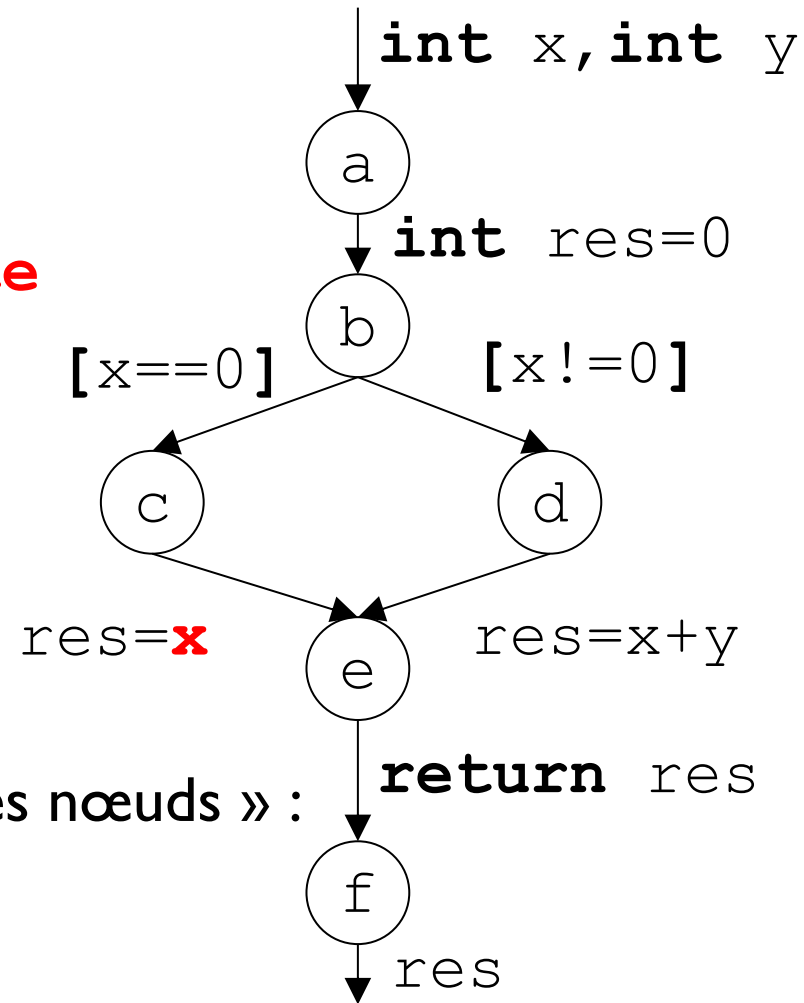 int x,int y
a
int res=0
e
b
[x==0] [x!=0]
c d
res=x res=x+y
e
return res
es nœuds » :
f
res